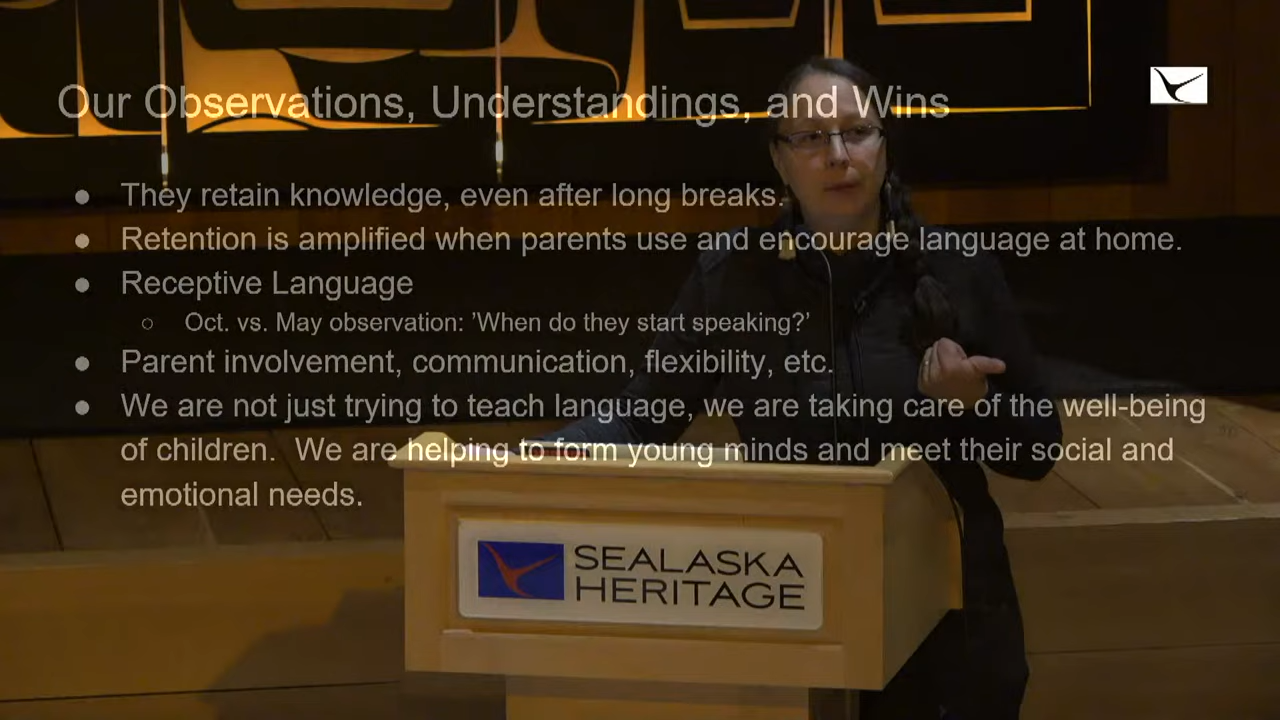 Our Observations, Understandings, and Wins
● They retain knowledge, even after long breaks.
● Retention is amplified when parents use and encourage language at home.
● Receptive Language
○ Oct. vs. May observation: ’When do they start speaking?’
● Parent involvement, communication, flexibility, etc.
● We are not just trying to teach language, we are taking care of the well-being
of children.  We are helping to form young minds and meet their social and
emotional needs.
SEALASKA
HERITAGE